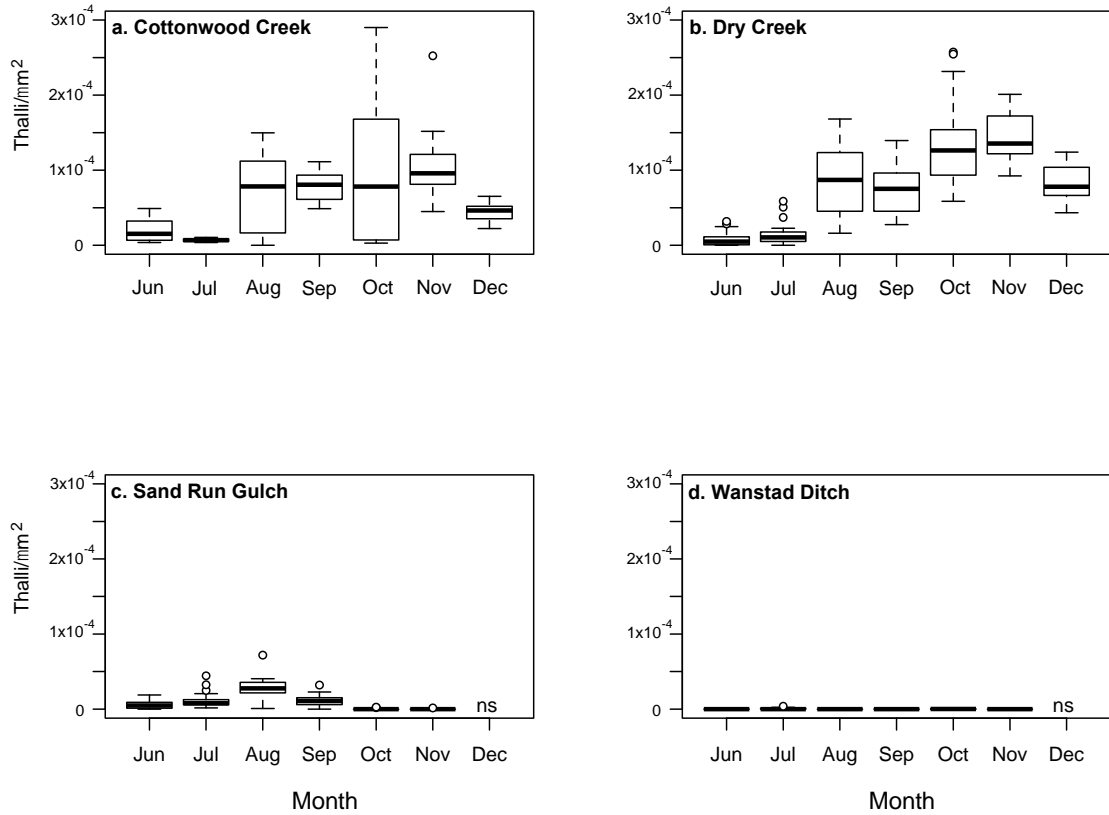 a. Cottonwood Creek
Thalli/mm²
3x10⁻⁴
2x10⁻⁴
1x10⁻⁴
0
Jun Jul Aug Sep Oct Nov Dec
b. Dry Creek
3x10⁻⁴
2x10⁻⁴
1x10⁻⁴
0
Jun Jul Aug Sep Oct Nov Dec
c. Sand Run Gulch
Thalli/mm²
3x10⁻⁴
2x10⁻⁴
1x10⁻⁴
0
ns
Jun Jul Aug Sep Oct Nov Dec
Month
d. Wanstad Ditch
3x10⁻⁴
2x10⁻⁴
1x10⁻⁴
0
ns
Jun Jul Aug Sep Oct Nov Dec
Month